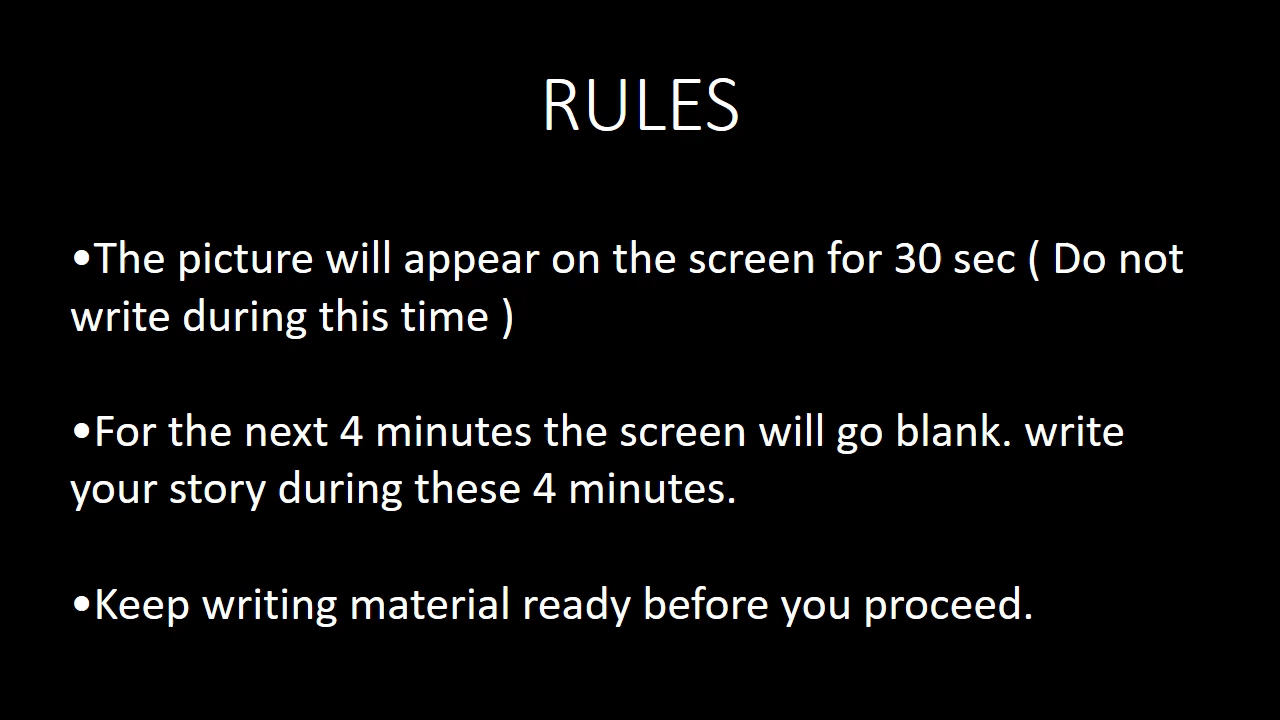 RULES
•The picture will appear on the screen for 30 sec ( Do not
write during this time )
•For the next 4 minutes the screen will go blank. write
your story during these 4 minutes.
•Keep writing material ready before you proceed.